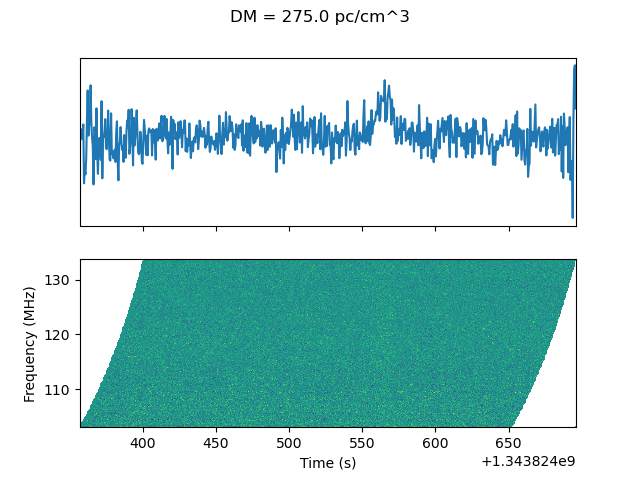 DM = 275.0 pc/cm^3
130
120
110
Frequency (MHz)
400 450 500 550 600 650
Time (s)
+1.343824e9